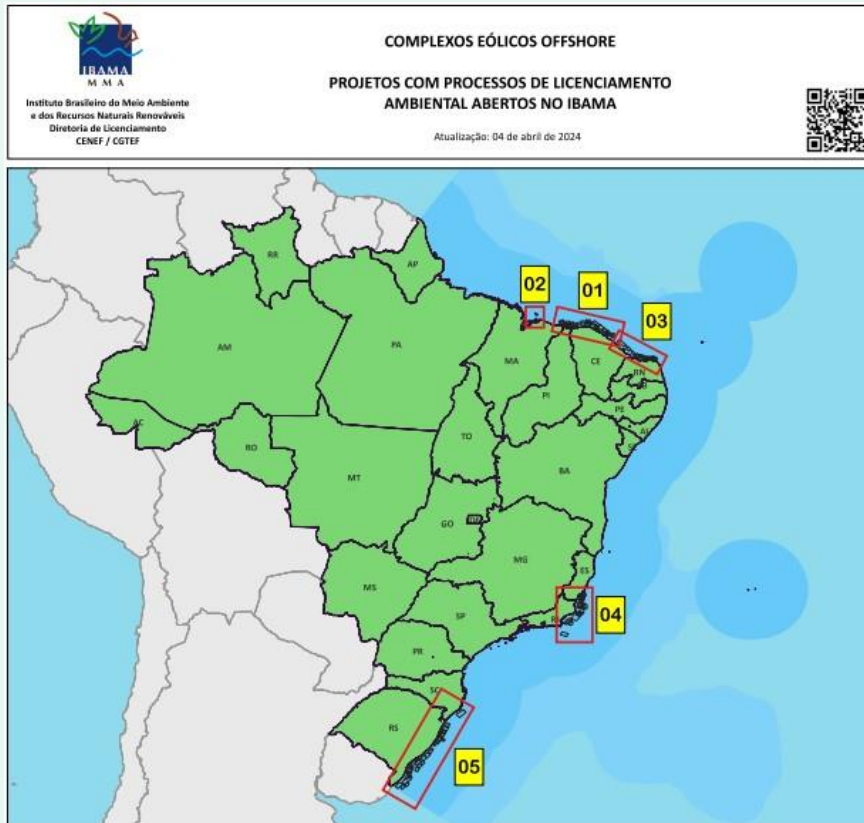 IBAMA
M M A
Instituto Brasileiro do Meio Ambiente
e dos Recursos Naturais Renováveis
Diretoria de Licenciamento
CENEF / CGTEF
COMPLEXOS EÓLICOS OFFSHORE
PROJETOS COM PROCESSOS DE LICENCIAMENTO
AMBIENTAL ABERTOS NO IBAMA
Atualização: 04 de abril de 2024
RR
AP
02
01
03
AM
PA
MA
CE
RN
PI
PE
AC
AL
TO
RO
BA
MT
GO
MG
ES
MS
SP
04
PR
SC
RS
05